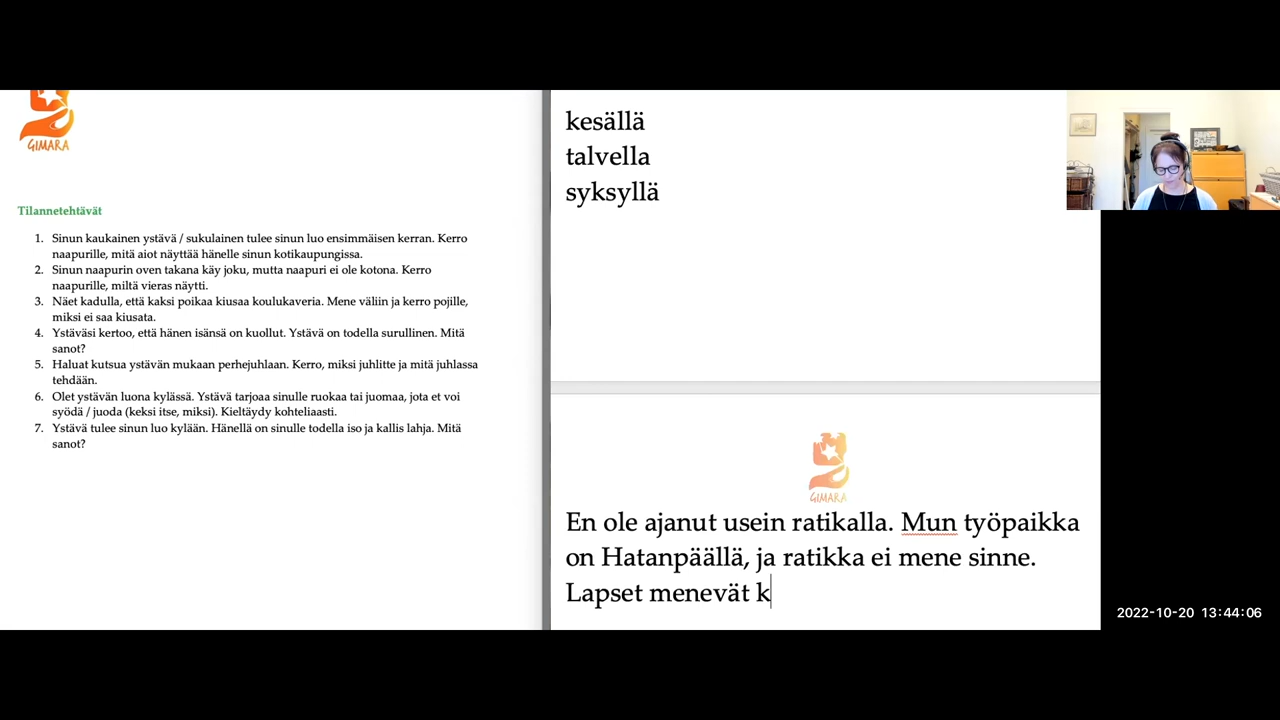 GIMARA
Tilannetehtävät
1. Sinun kaukainen ystävä / sukulainen tulee sinun luo ensimmäisen kerran. Kerro
naapurille, mitä aiot näyttää hänelle sinun kotikaupungissa.
2. Sinun naapurin oven takana käy joku, mutta naapuri ei ole kotona. Kerro
naapurille, miltä vieras näytti.
3. Näet kadulla, että kaksi poikaa kiusaa koulukaveria. Mene väliin ja kerro pojille,
miksi ei saa kiusata.
4. Ystäväsi kertoo, että hänen isänsä on kuollut. Ystävä on todella surullinen. Mitä
sanot?
5. Haluat kutsua ystävän mukaan perhejuhlaan. Kerro, miksi juhlitte ja mitä juhlassa
tehdään.
6. Olet ystävän luona kylässä. Ystävä tarjoaa sinulle ruokaa tai juomaa, jota et voi
syödä / juoda (keksi itse, miksi). Kieltäydy kohteliaasti.
7. Ystävä tulee sinun luo kylään. Hänellä on sinulle todella iso ja kallis lahja. Mitä
sanot?
kesällä
talvella
syksyllä
GIMARA
En ole ajanut usein ratikalla. Mun työpaikka
on Hatanpäällä, ja ratikka ei mene sinne.
Lapset menevät k
2022-10-20 13:44:06